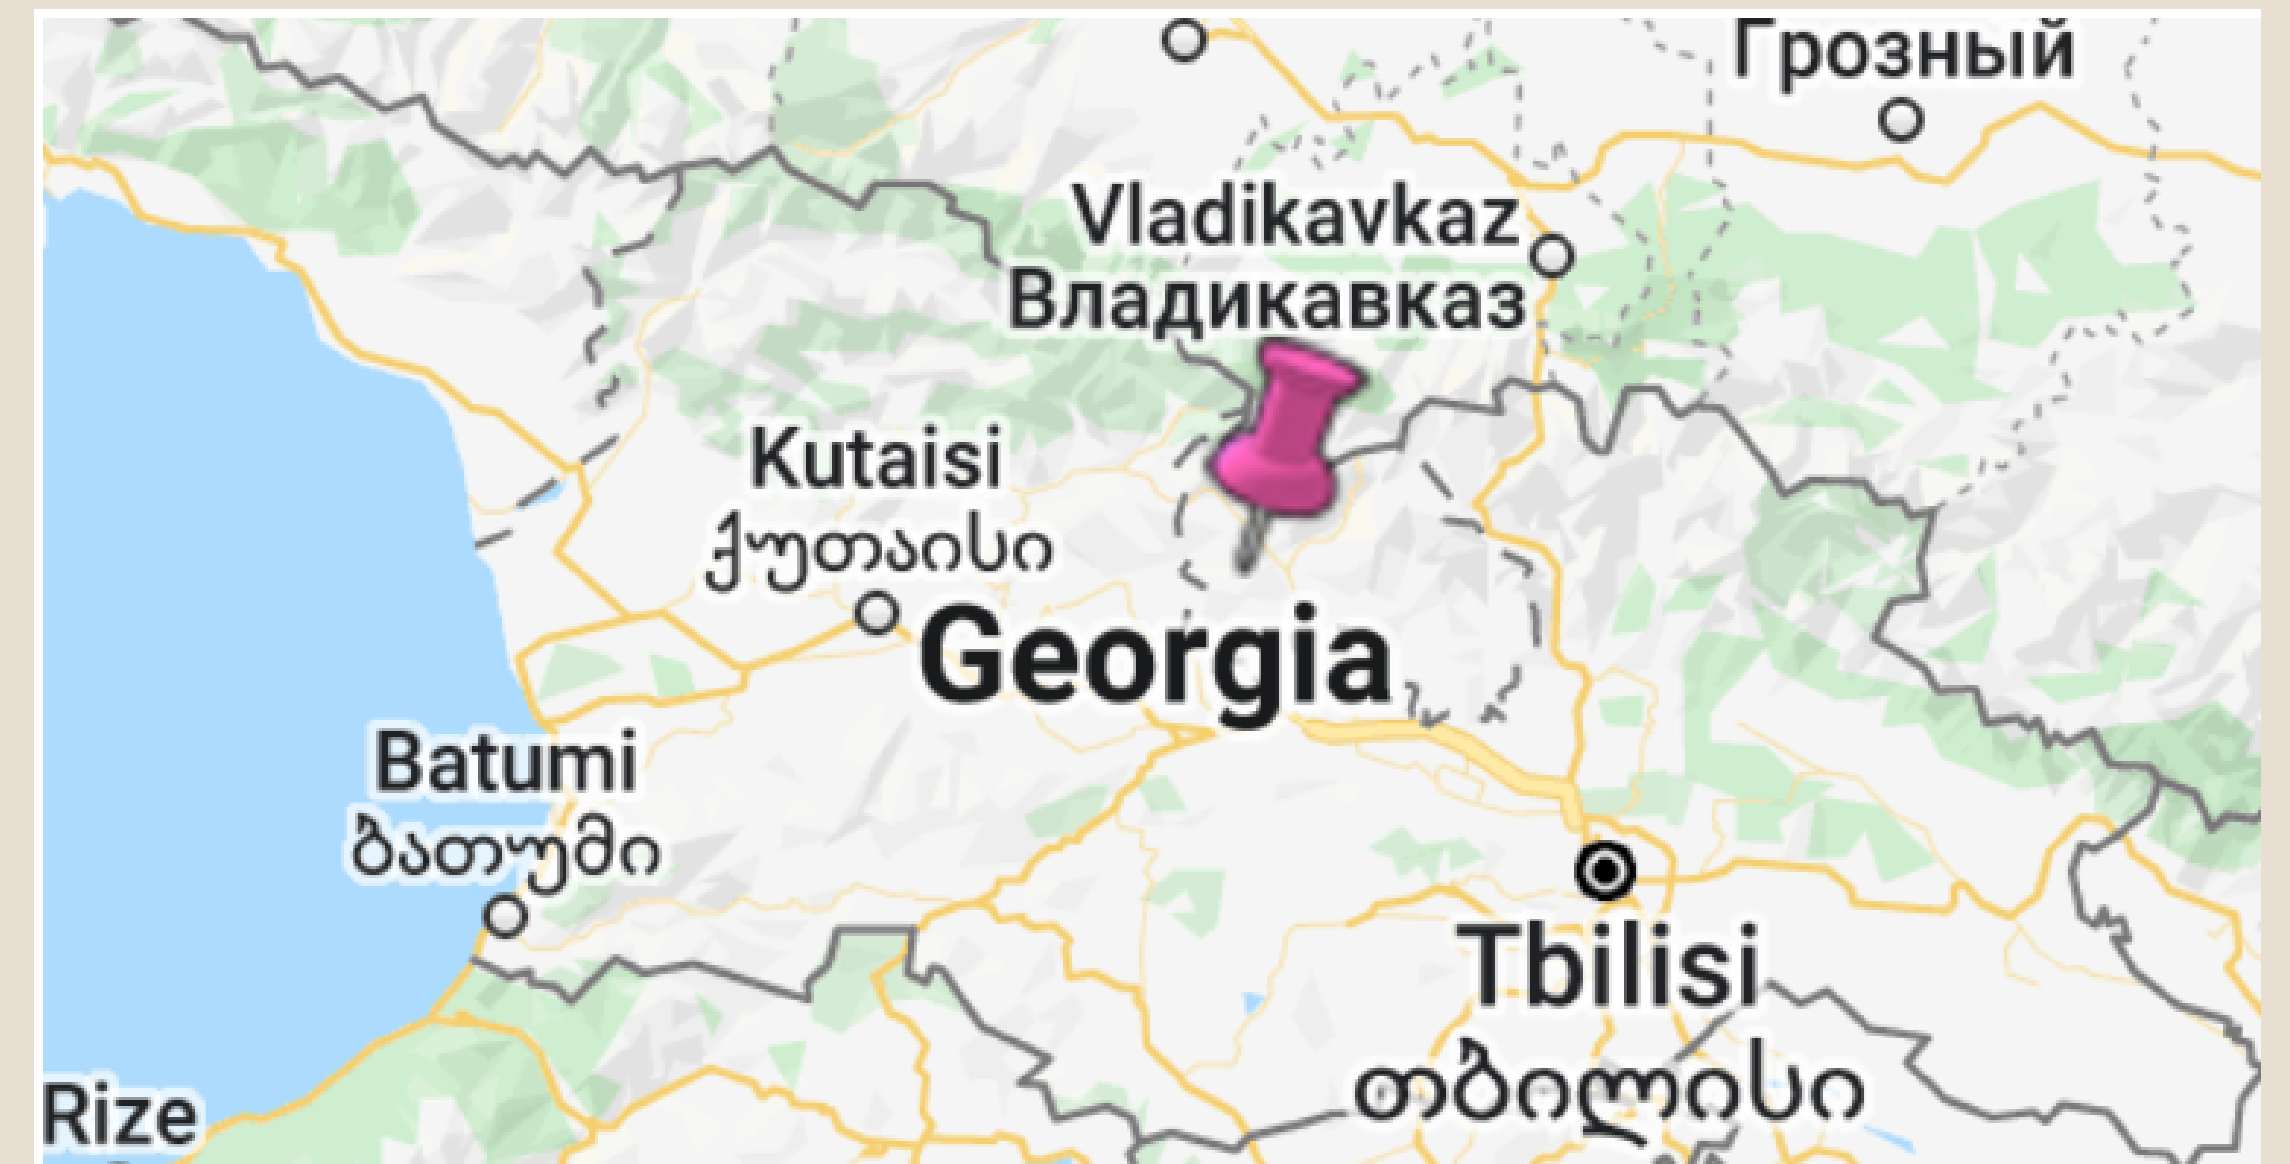 Грозный
Vladikavkaz
Владикавказ
Kutaisi
ქუთაისი
Georgia
Batumi
ბათუმი
Tbilisi
თბილისი
Rize